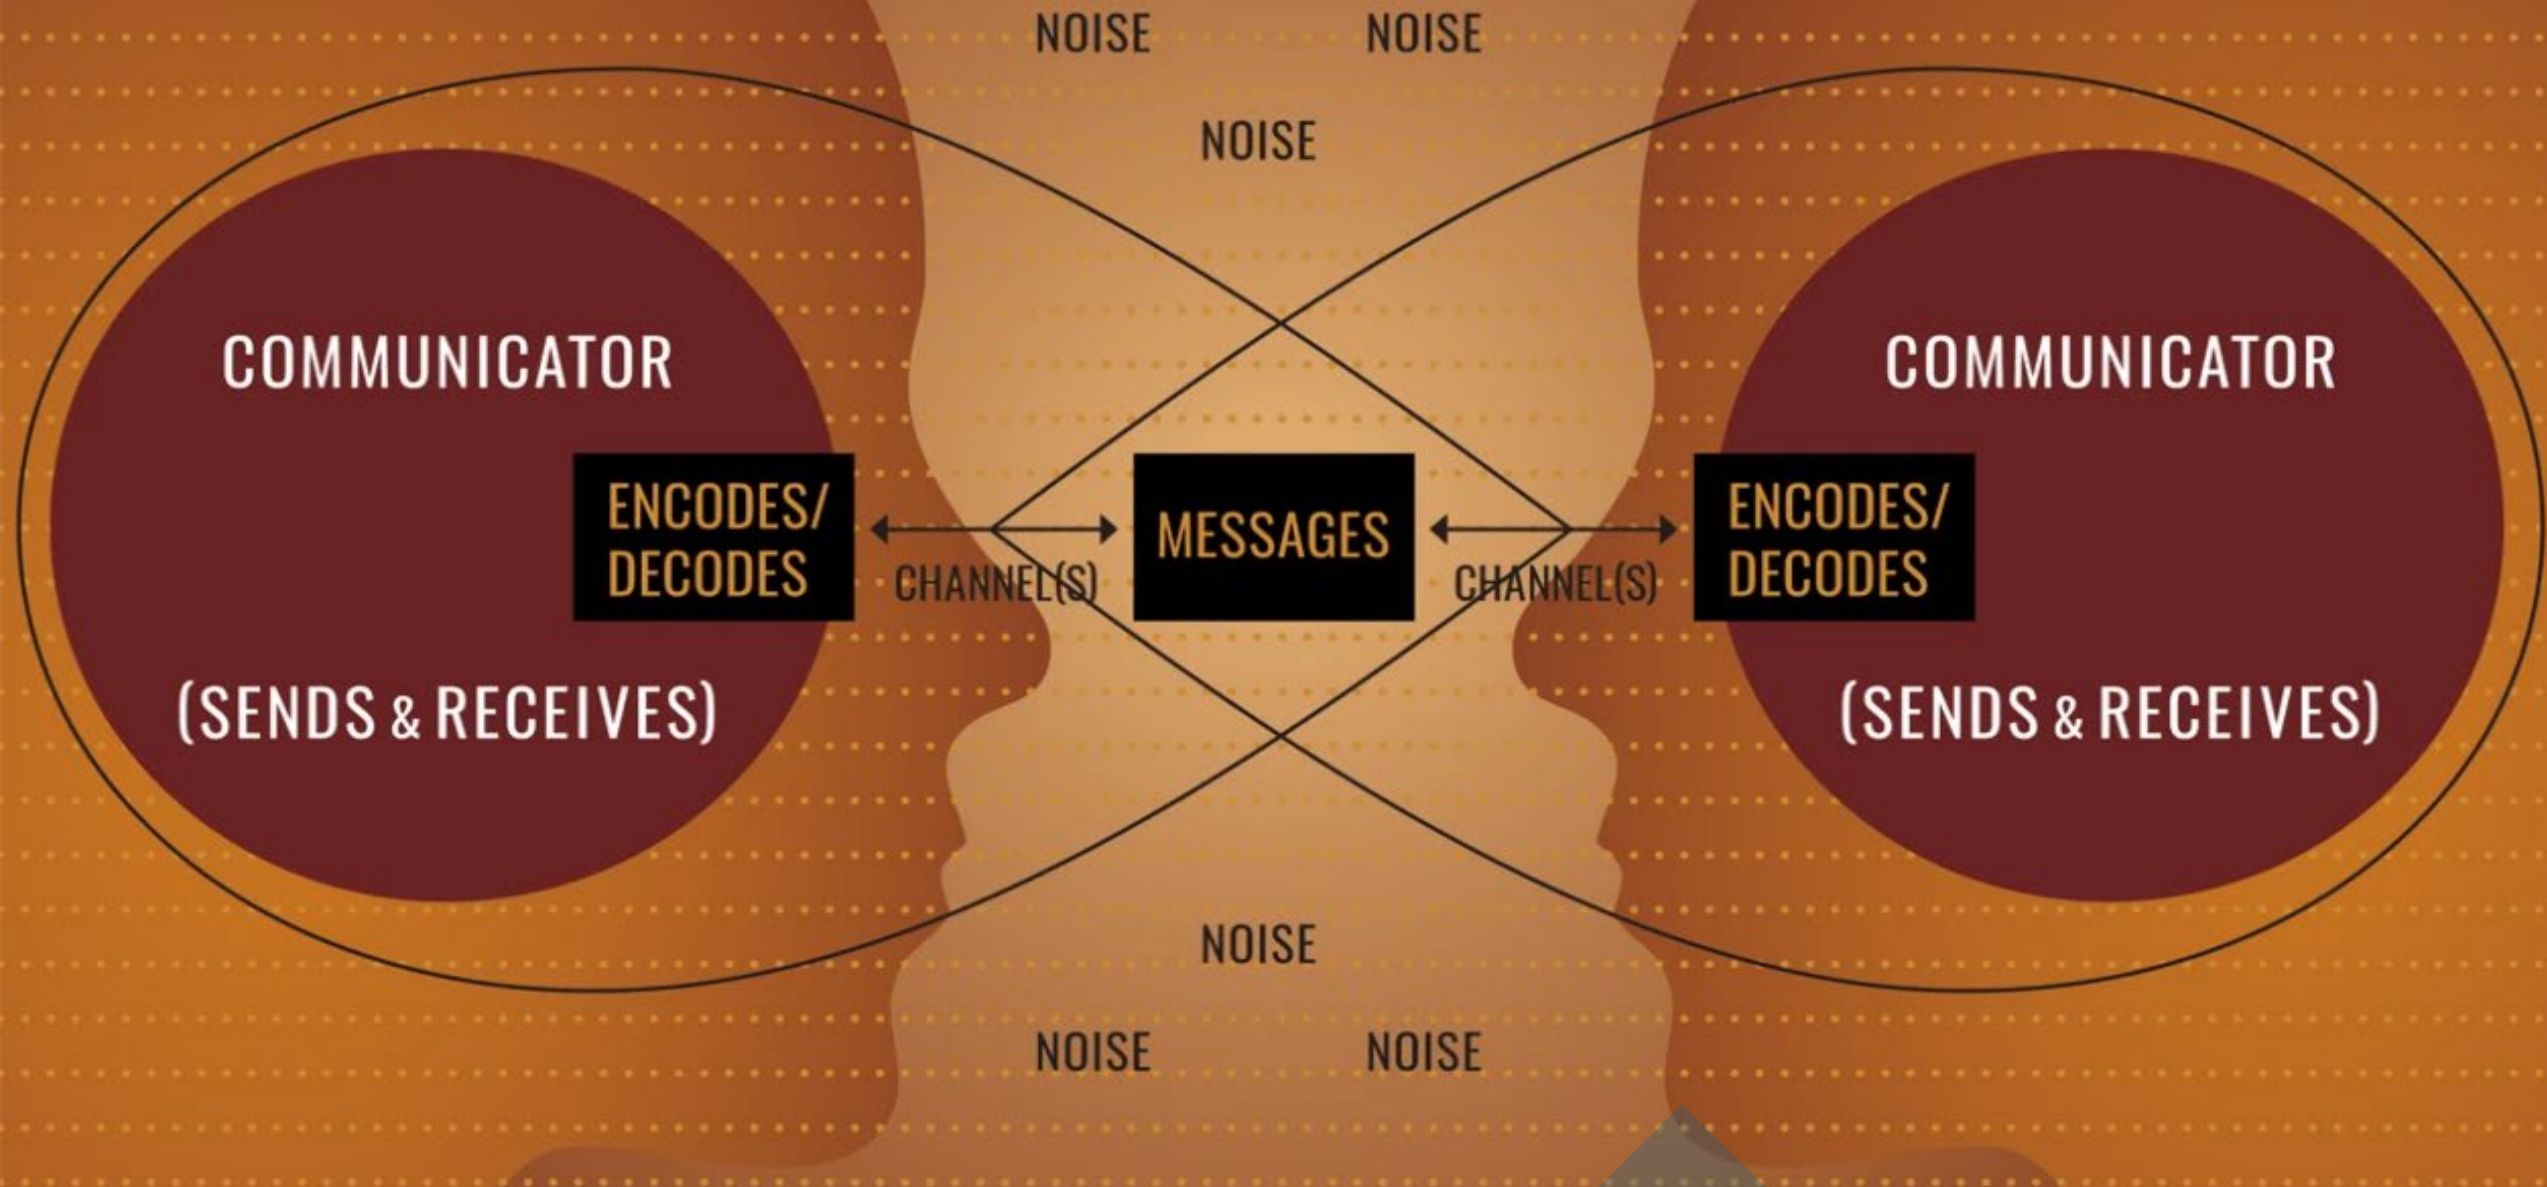 NOISE NOISE
NOISE
COMMUNICATOR
ENCODES/
DECODES
(SENDS & RECEIVES)
CHANNEL(S)
MESSAGES
CHANNEL(S)
COMMUNICATOR
ENCODES/
DECODES
(SENDS & RECEIVES)
NOISE
NOISE NOISE